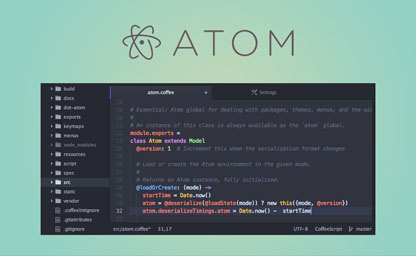 ATOM
build
docs
dot-atom
exports
keymaps
menus
node_modules
resources
script
spec
src
static
vendor
.coffeelintignore
.gitattributes
.gitignore
atom.coffee
Settings
# Essential: Atom global for dealing with packages, themes, menus, and the win
#
# An instance of this class is always available as the `atom` global.
module.exports =
class Atom extends Model
@version: 1 # Increment this when the serialization format changes
# Load or create the Atom environment in the given mode.
#
# Returns an Atom instance, fully initialized.
@loadOrCreate: (mode) ->
startTime = Date.now()
atom = @deserialize(@loadState(mode)) ? new this({mode, @version})
atom.deserializeTimings.atom = Date.now() - startTime
32
src/atom.coffee* 31,17
UTF-8 CoffeeScript master